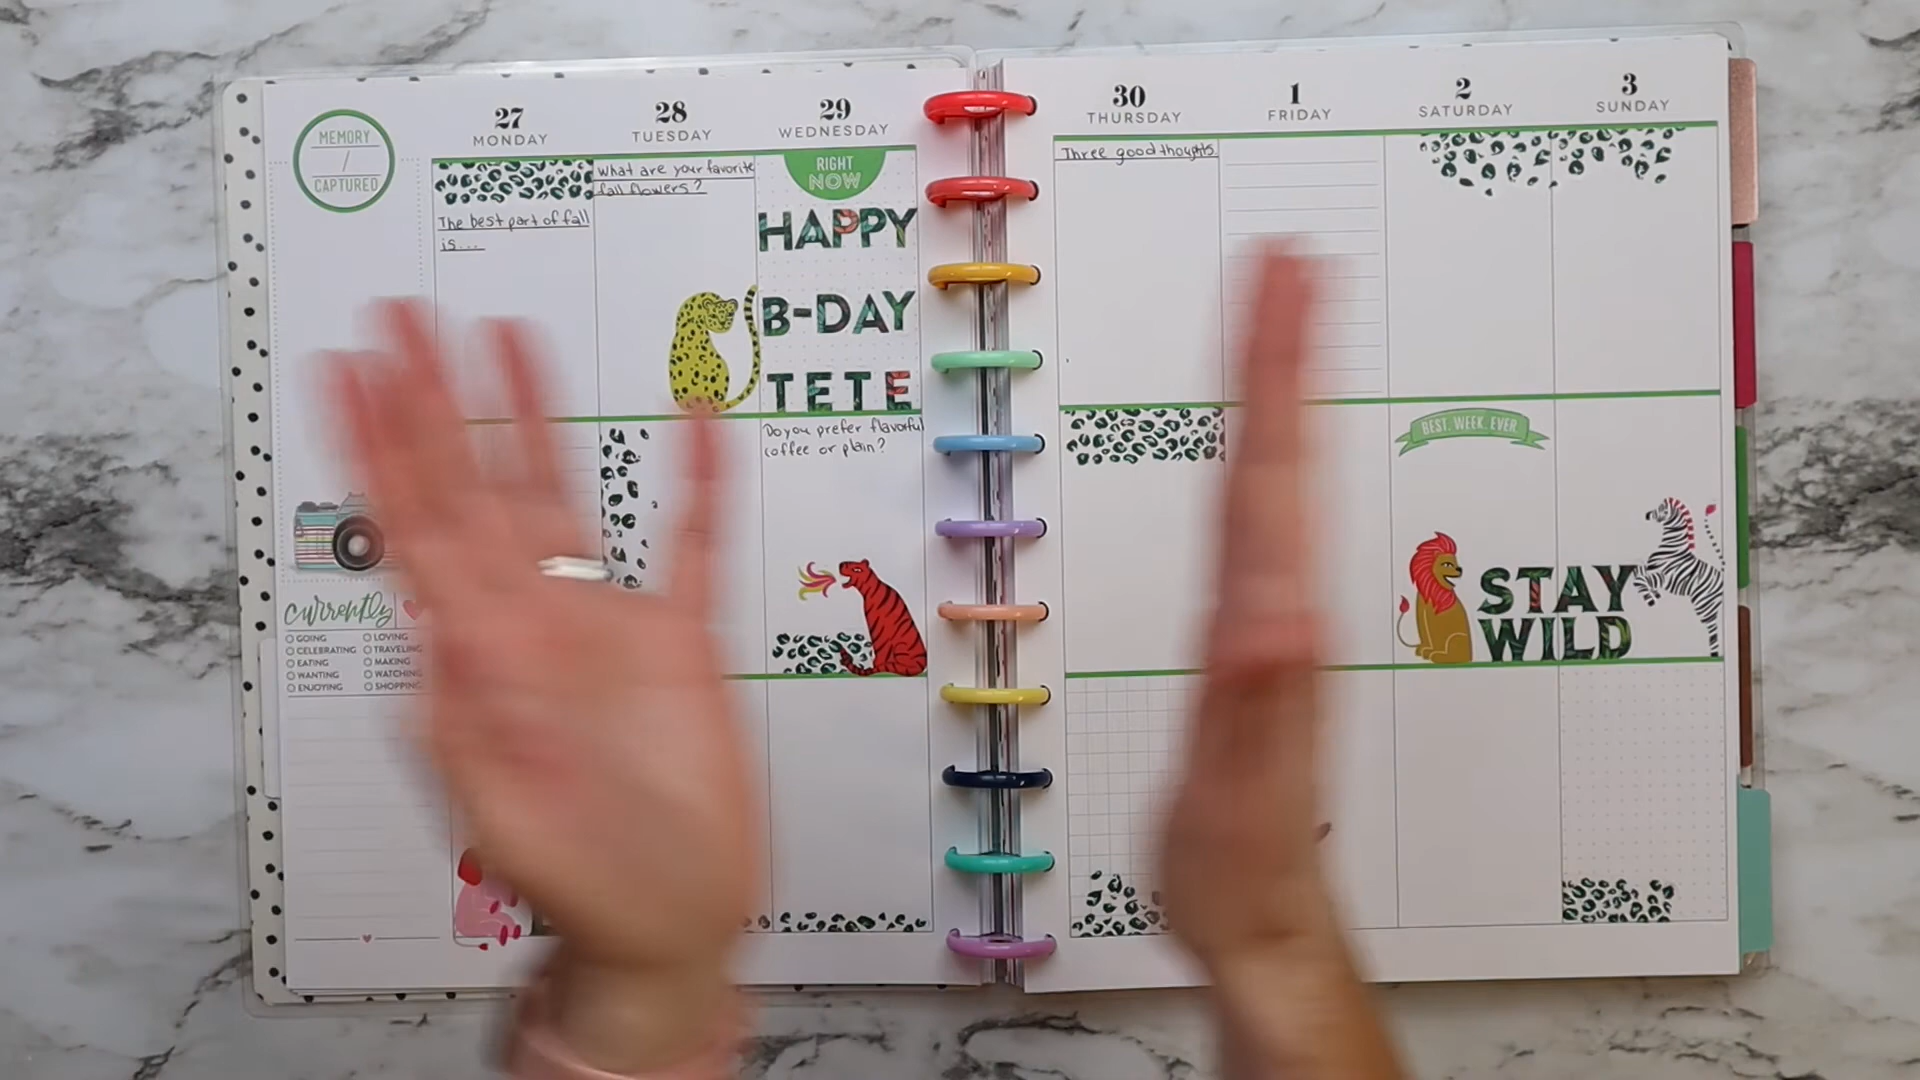 MEMORY
/
CAPTURED
27
MONDAY
28
TUESDAY
29
WEDNESDAY
30
THURSDAY
1
FRIDAY
2
SATURDAY
3
SUNDAY
The best part of fall
is...
What are your favorite
fall flowers?
RIGHT
NOW
HAPPY
B-DAY
TETE
Three good thoughts
Do you prefer flavorful
coffee or plain?
BEST. WEEK. EVER
STAY
WILD
currently
GOING
CELEBRATING
EATING
WANTING
ENJOYING
LOVING
TRAVELING
MAKING
WATCHING
SHOPPING